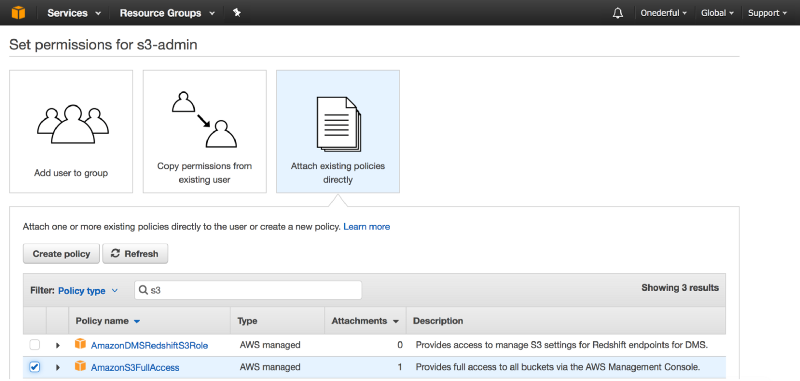 Services Resource Groups Onederful Global Support
Set permissions for s3-admin
Add user to group
Copy permissions from
existing user
Attach existing policies
directly
Attach one or more existing policies directly to the user or create a new policy. Learn more
Create policy Refresh
Filter: Policy type s3 Showing 3 results
Policy name Type Attachments Description
AmazonDMSRedshiftS3Role AWS managed 0 Provides access to manage S3 settings for Redshift endpoints for DMS.
AmazonS3FullAccess AWS managed 1 Provides full access to all buckets via the AWS Management Console.